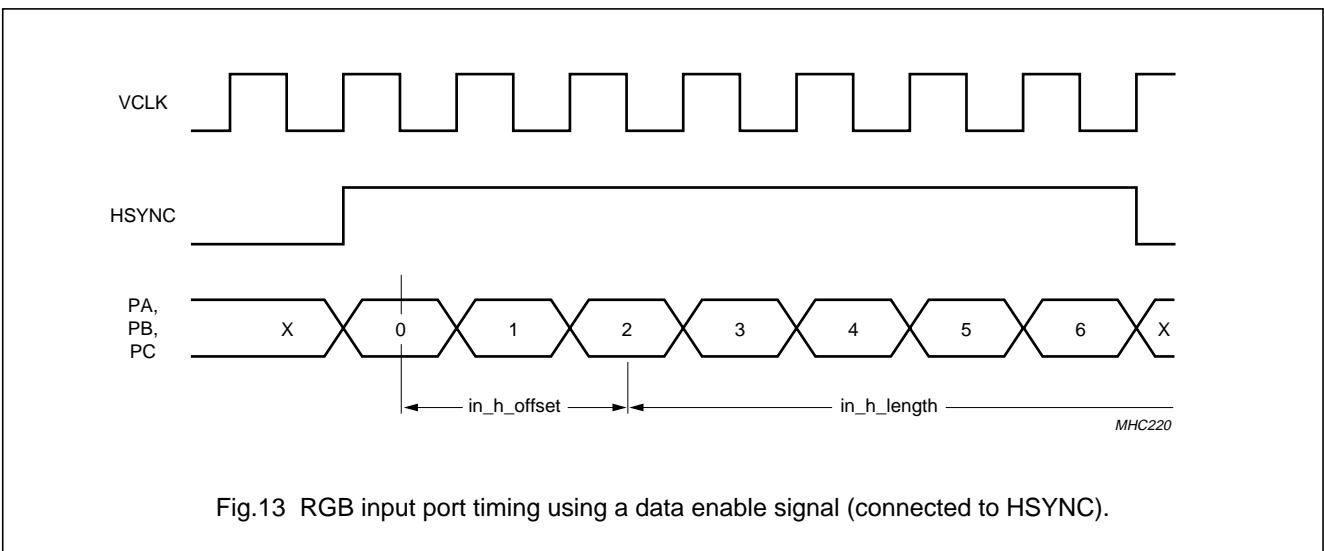 VCLK
HSYNC
PA,
PB,
PC
X 0 1 2 3 4 5 6 X
in_h_offset in_h_length
MHC220
Fig.13 RGB input port timing using a data enable signal (connected to HSYNC).